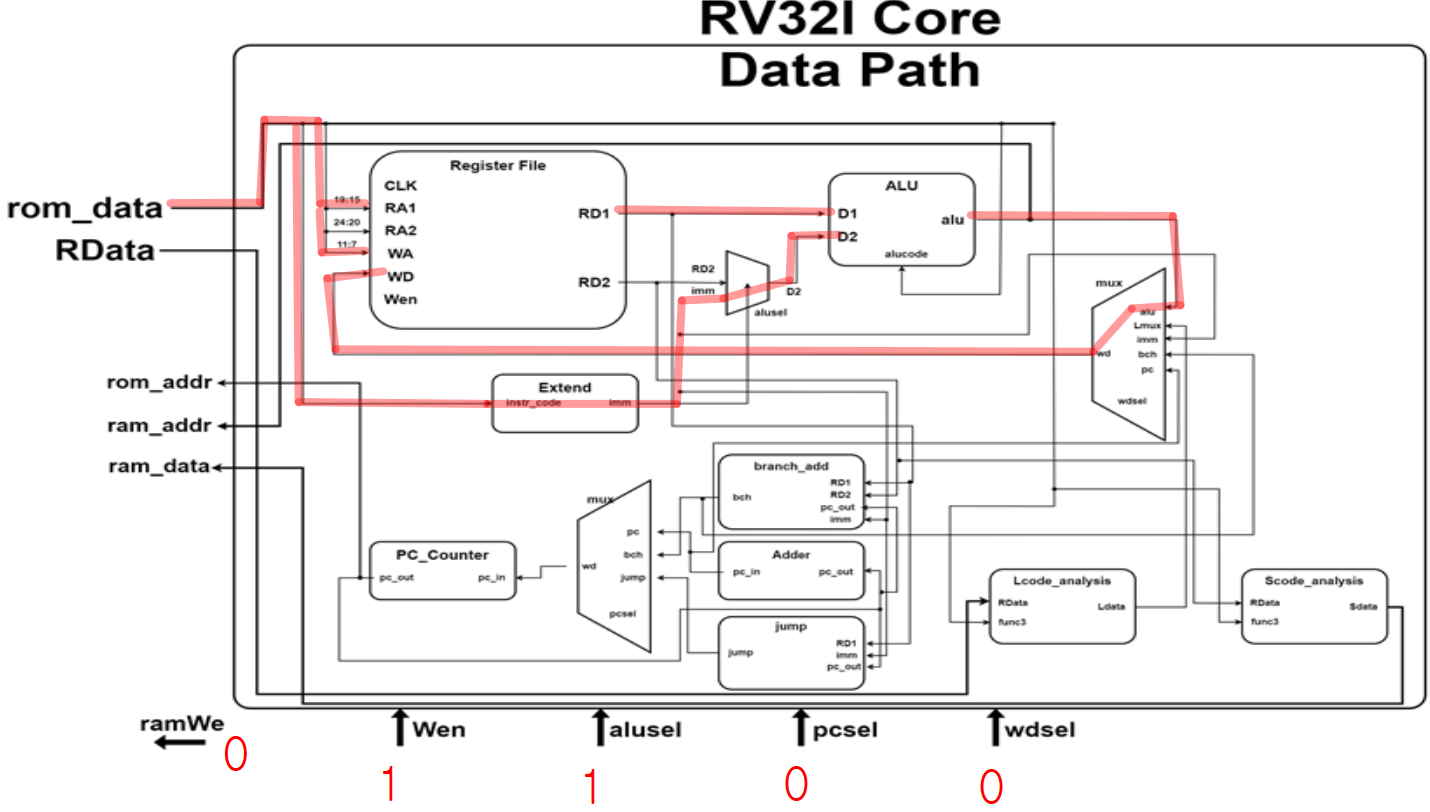 RV32I Core
Data Path
rom_data
RData
rom_addr
ram_addr
ram_data
Register File
CLK
RA1
RA2
WA
WD
Wen
19:15
24:20
11:7
RD1
RD2
RD2
imm
D2
alusel
ALU
D1
D2
alu
alucode
mux
alu
Lmux
imm
bch
pc
wd
wdsel
Extend
instr_code
imm
branch_add
RD1
RD2
pc_out
imm
bch
mux
pc
bch
jump
wd
pcsel
PC_Counter
pc_out
pc_in
Adder
pc_in
pc_out
jump
RD1
imm
pc_out
jump
Lcode_analysis
RData
func3
Ldata
Scode_analysis
RData
func3
Sdata
ramWe
Wen
alusel
pcsel
wdsel
0
1
1
0
0